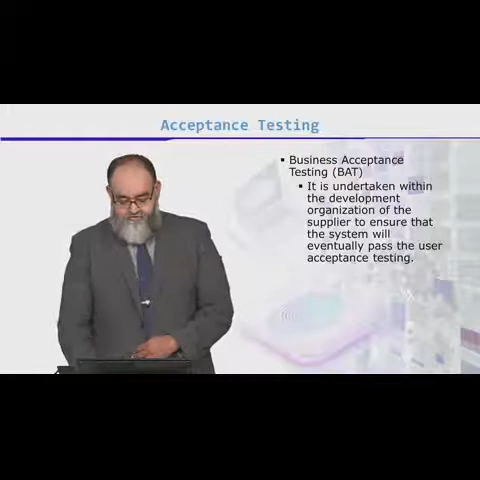 Acceptance Testing
▪ Business Acceptance
Testing (BAT)
▪ It is undertaken within
the development
organization of the
supplier to ensure that
the system will
eventually pass the user
acceptance testing.